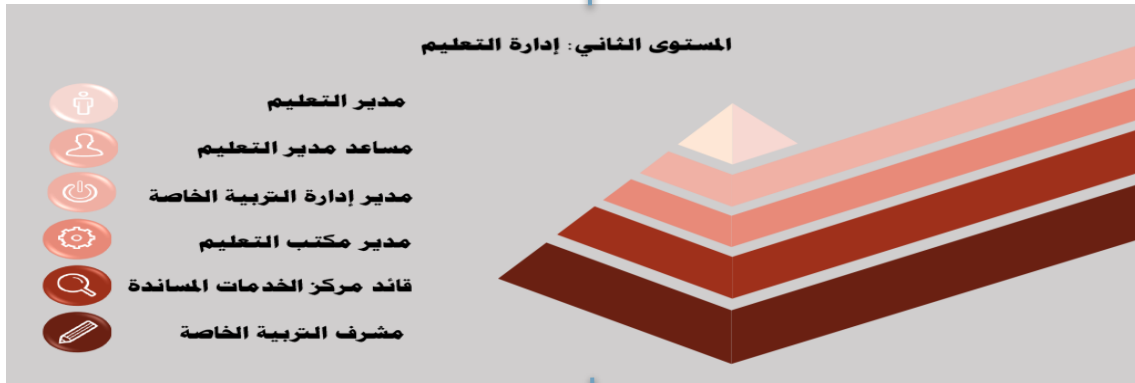 المستوى الثاني: إدارة التعليم
مدير التعليم
مساعد مدير التعليم
مدير إدارة التربية الخاصة
مدير مكتب التعليم
قائد مركز الخدمات المساندة
مشرف التربية الخاصة